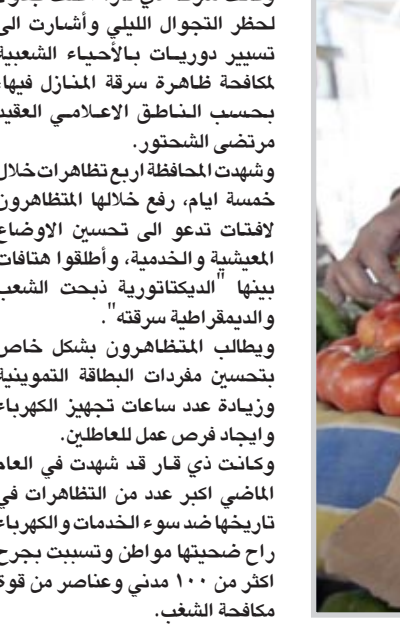 لحظر التجوال الليلي وأشارت الى
تسيير دوريات بالأحياء الشعبية
لمكافحة ظاهرة سرقة المنازل فيها،
بحسب الناطق الاعلامي العقيد
مرتضى الشحتور.
وشهدت المحافظة اربع تظاهرات خلال
خمسة ايام، رفع خلالها المتظاهرون
لافتات تدعو الى تحسين الاوضاع
المعيشية والخدمية، وأطلقوا هتافات
بينها "الديكتاتورية ذبحت الشعب
والديمقراطية سرقته".
ويطالب المتظاهرون بشكل خاص
بتحسين مفردات البطاقة التموينية
وزيادة عدد ساعات تجهيز الكهرباء
وايجاد فرص عمل للعاطلين.
وكانت ذي قار قد شهدت في العام
الماضي اكبر عدد من التظاهرات في
تاريخها ضد سوء الخدمات والكهرباء
راح ضحيتها مواطن وتسببت بجرح
اكثر من ١٠٠ مدني وعناصر من قوة
مكافحة الشغب.